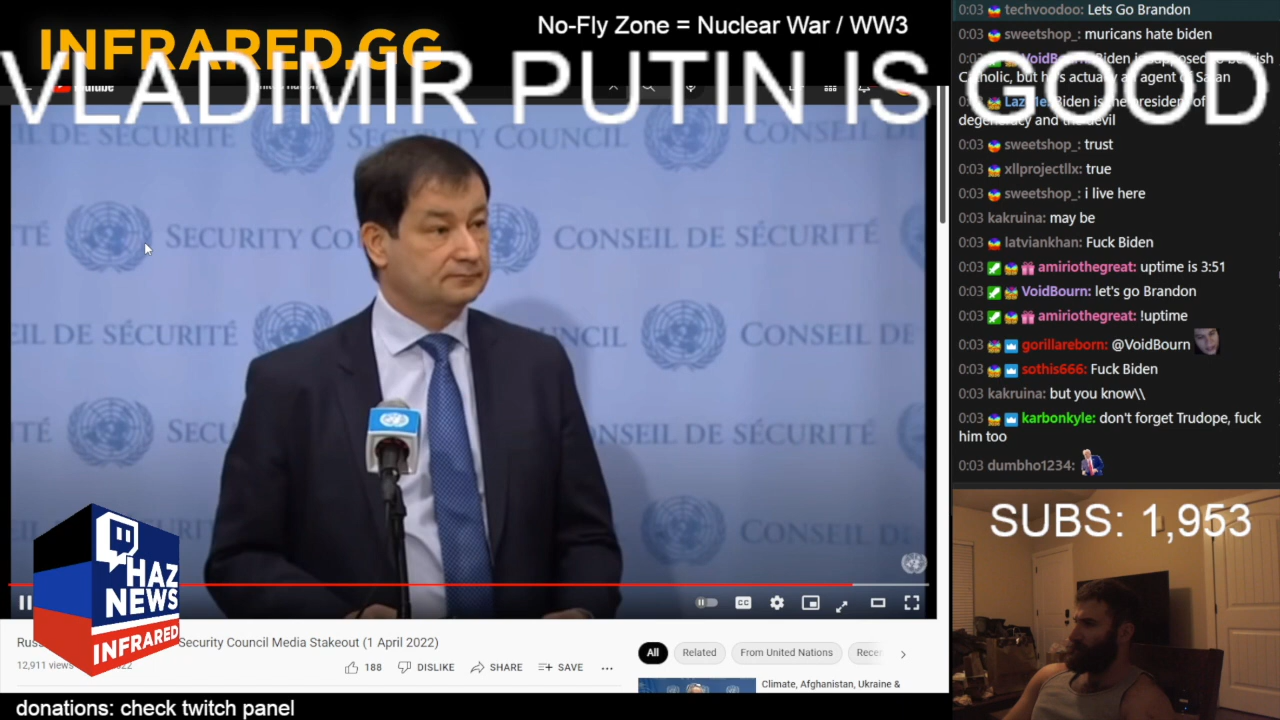 No-Fly Zone = Nuclear War / WW3
INFRARED.GG
VLADIMIR PUTIN IS GOOD
SECURITY COUNCIL
CONSEIL DE SÉCURITÉ
HAZ
NEWS
INFRARED
Security Council Media Stakeout (1 April 2022)
12,911 views
188
DISLIKE
SHARE
SAVE
All
Related
From United Nations
Climate, Afghanistan, Ukraine &
donations: check twitch panel
0:03 techvoodoo: Lets Go Brandon
0:03 sweetshop_: muricans hate biden
Catholic, but he's actually an agent of Satan
degeneracy and the devil
0:03 sweetshop_: trust
0:03 xllprojectllx: true
0:03 sweetshop_: i live here
0:03 kakruina: may be
0:03 latviankhan: Fuck Biden
0:03 amiriothegreat: uptime is 3:51
0:03 VoidBourn: let's go Brandon
0:03 amiriothegreat: !uptime
0:03 gorillareborn: @VoidBourn
0:03 sothis666: Fuck Biden
0:03 kakruina: but you know\\
0:03 karbonkyle: don't forget Trudope, fuck
him too
0:03 dumbho1234:
SUBS: 1,953